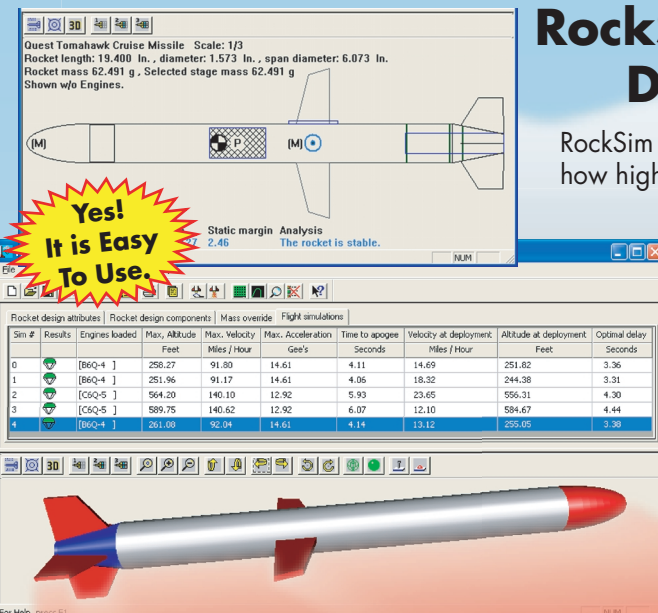 RockS
D
RockSim
how high
3D
Quest Tomahawk Cruise Missile Scale: 1/3
Rocket length: 19.400 In. , diameter: 1.573 In. , span diameter: 6.073 In.
Rocket mass 62.491 g , Selected stage mass 62.491 g
Shown w/o Engines.
(M) P (M)
Static margin Analysis
27 2.46 The rocket is stable.
NUM
Yes!
It is Easy
To Use.
File
Rocket design attributes Rocket design components Mass override Flight simulations
Sim # Results Engines loaded Max. Altitude Max. Velocity Max. Acceleration Time to apogee Velocity at deployment Altitude at deployment Optimal delay
Feet Miles / Hour Gee's Seconds Miles / Hour Feet Seconds
0 [B6Q-4 ] 258.27 91.80 14.61 4.11 14.69 251.82 3.36
1 [B6Q-4 ] 251.96 91.17 14.61 4.06 18.32 244.38 3.31
2 [C6Q-5 ] 564.20 140.10 12.92 5.93 23.65 556.31 4.30
3 [C6Q-5 ] 589.75 140.62 12.92 6.07 12.10 584.67 4.44
4 [B6Q-4 ] 261.08 92.04 14.61 4.14 13.12 255.05 3.38
3D
For Help, press F1
NUM